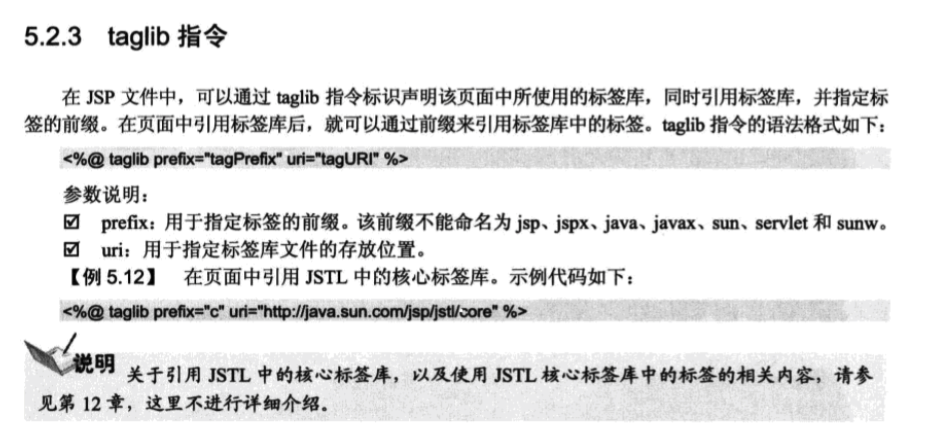 5.2.3 taglib 指令
在 JSP 文件中，可以通过 taglib 指令标识声明该页面中所使用的标签库，同时引用标签库，并指定标
签的前缀。在页面中引用标签库后，就可以通过前缀来引用标签库中的标签。taglib 指令的语法格式如下：
<%@ taglib prefix="tagPrefix" uri="tagURI" %>
参数说明：
☑ prefix：用于指定标签的前缀。该前缀不能命名为 jsp、jspx、java、javax、sun、servlet 和 sunw。
☑ uri：用于指定标签库文件的存放位置。
【例 5.12】 在页面中引用 JSTL 中的核心标签库。示例代码如下：
<%@ taglib prefix="c" uri="http://java.sun.com/jsp/jstl/core" %>
说明 关于引用 JSTL 中的核心标签库，以及使用 JSTL 核心标签库中的标签的相关内容，请参
见第 12 章，这里不进行详细介绍。